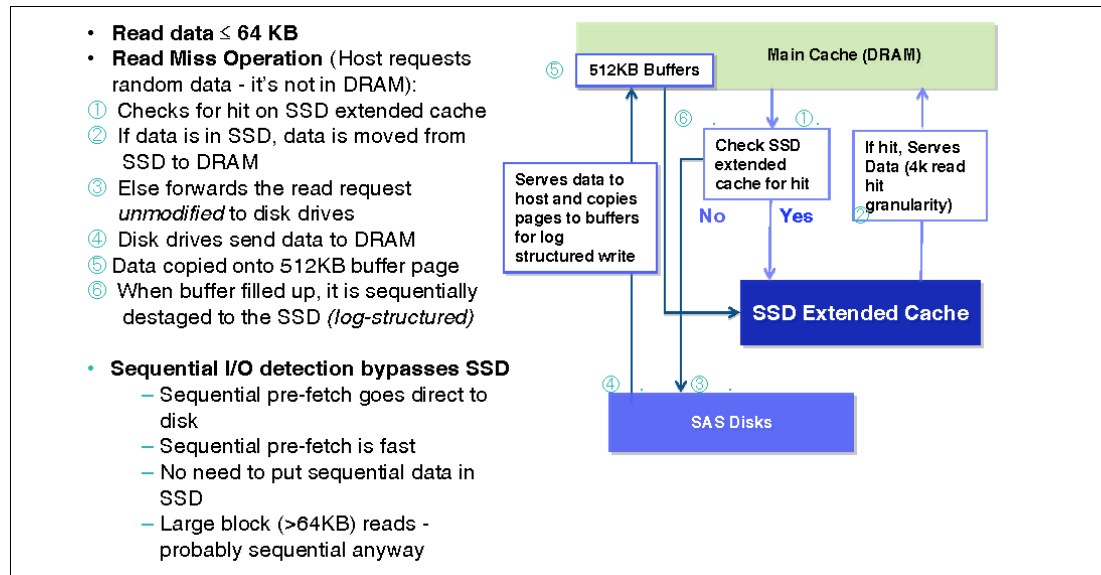 • Read data ≤ 64 KB
• Read Miss Operation (Host requests
random data - it's not in DRAM):
① Checks for hit on SSD extended cache
② If data is in SSD, data is moved from
SSD to DRAM
③ Else forwards the read request
unmodified to disk drives
④ Disk drives send data to DRAM
⑤ Data copied onto 512KB buffer page
⑥ When buffer filled up, it is sequentially
destaged to the SSD (log-structured)
• Sequential I/O detection bypasses SSD
– Sequential pre-fetch goes direct to
disk
– Sequential pre-fetch is fast
– No need to put sequential data in
SSD
– Large block (>64KB) reads -
probably sequential anyway
Main Cache (DRAM)
⑤ 512KB Buffers
⑥ .
①.
Check SSD
extended
cache for hit
If hit, Serves
Data (4k read
hit
granularity)
②
Serves data to
host and copies
pages to buffers
for log
structured write
No Yes
SSD Extended Cache
④ .
③ .
SAS Disks